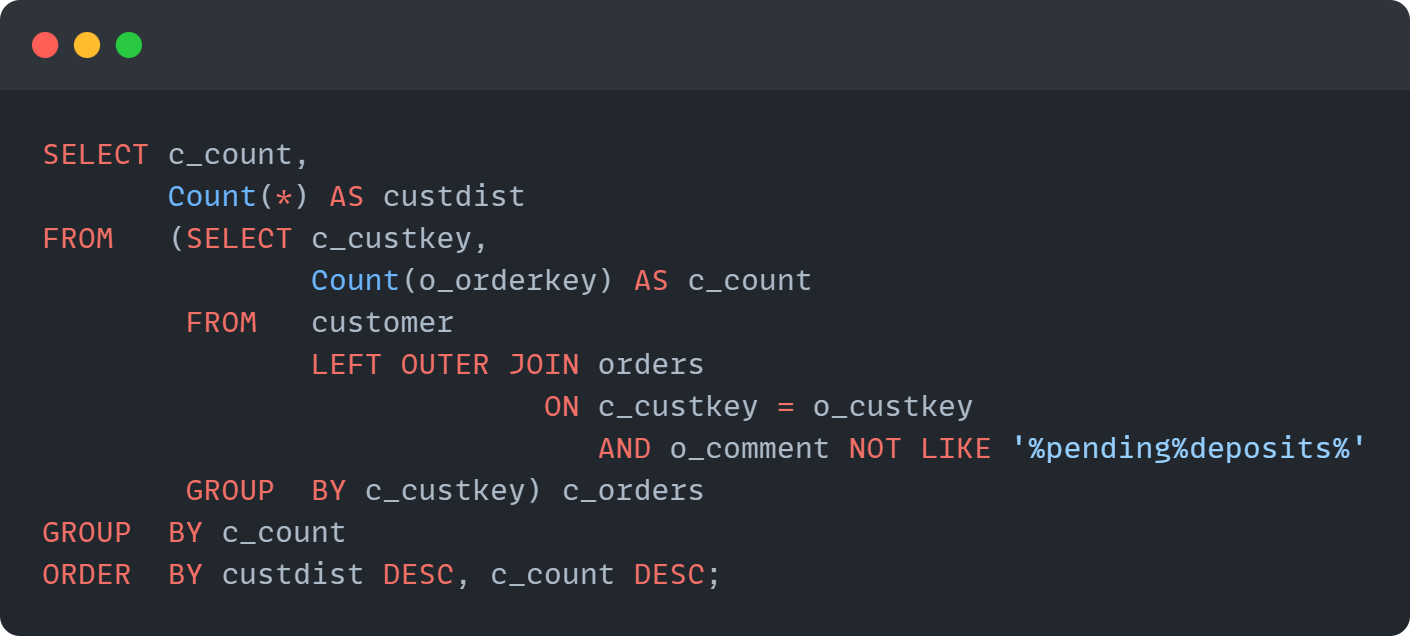 SELECT c_count,
       Count(*) AS custdist
FROM   (SELECT c_custkey,
               Count(o_orderkey) AS c_count
        FROM   customer
               LEFT OUTER JOIN orders
                            ON c_custkey = o_custkey
                               AND o_comment NOT LIKE '%pending%deposits%'
        GROUP  BY c_custkey) c_orders
GROUP  BY c_count
ORDER  BY custdist DESC, c_count DESC;